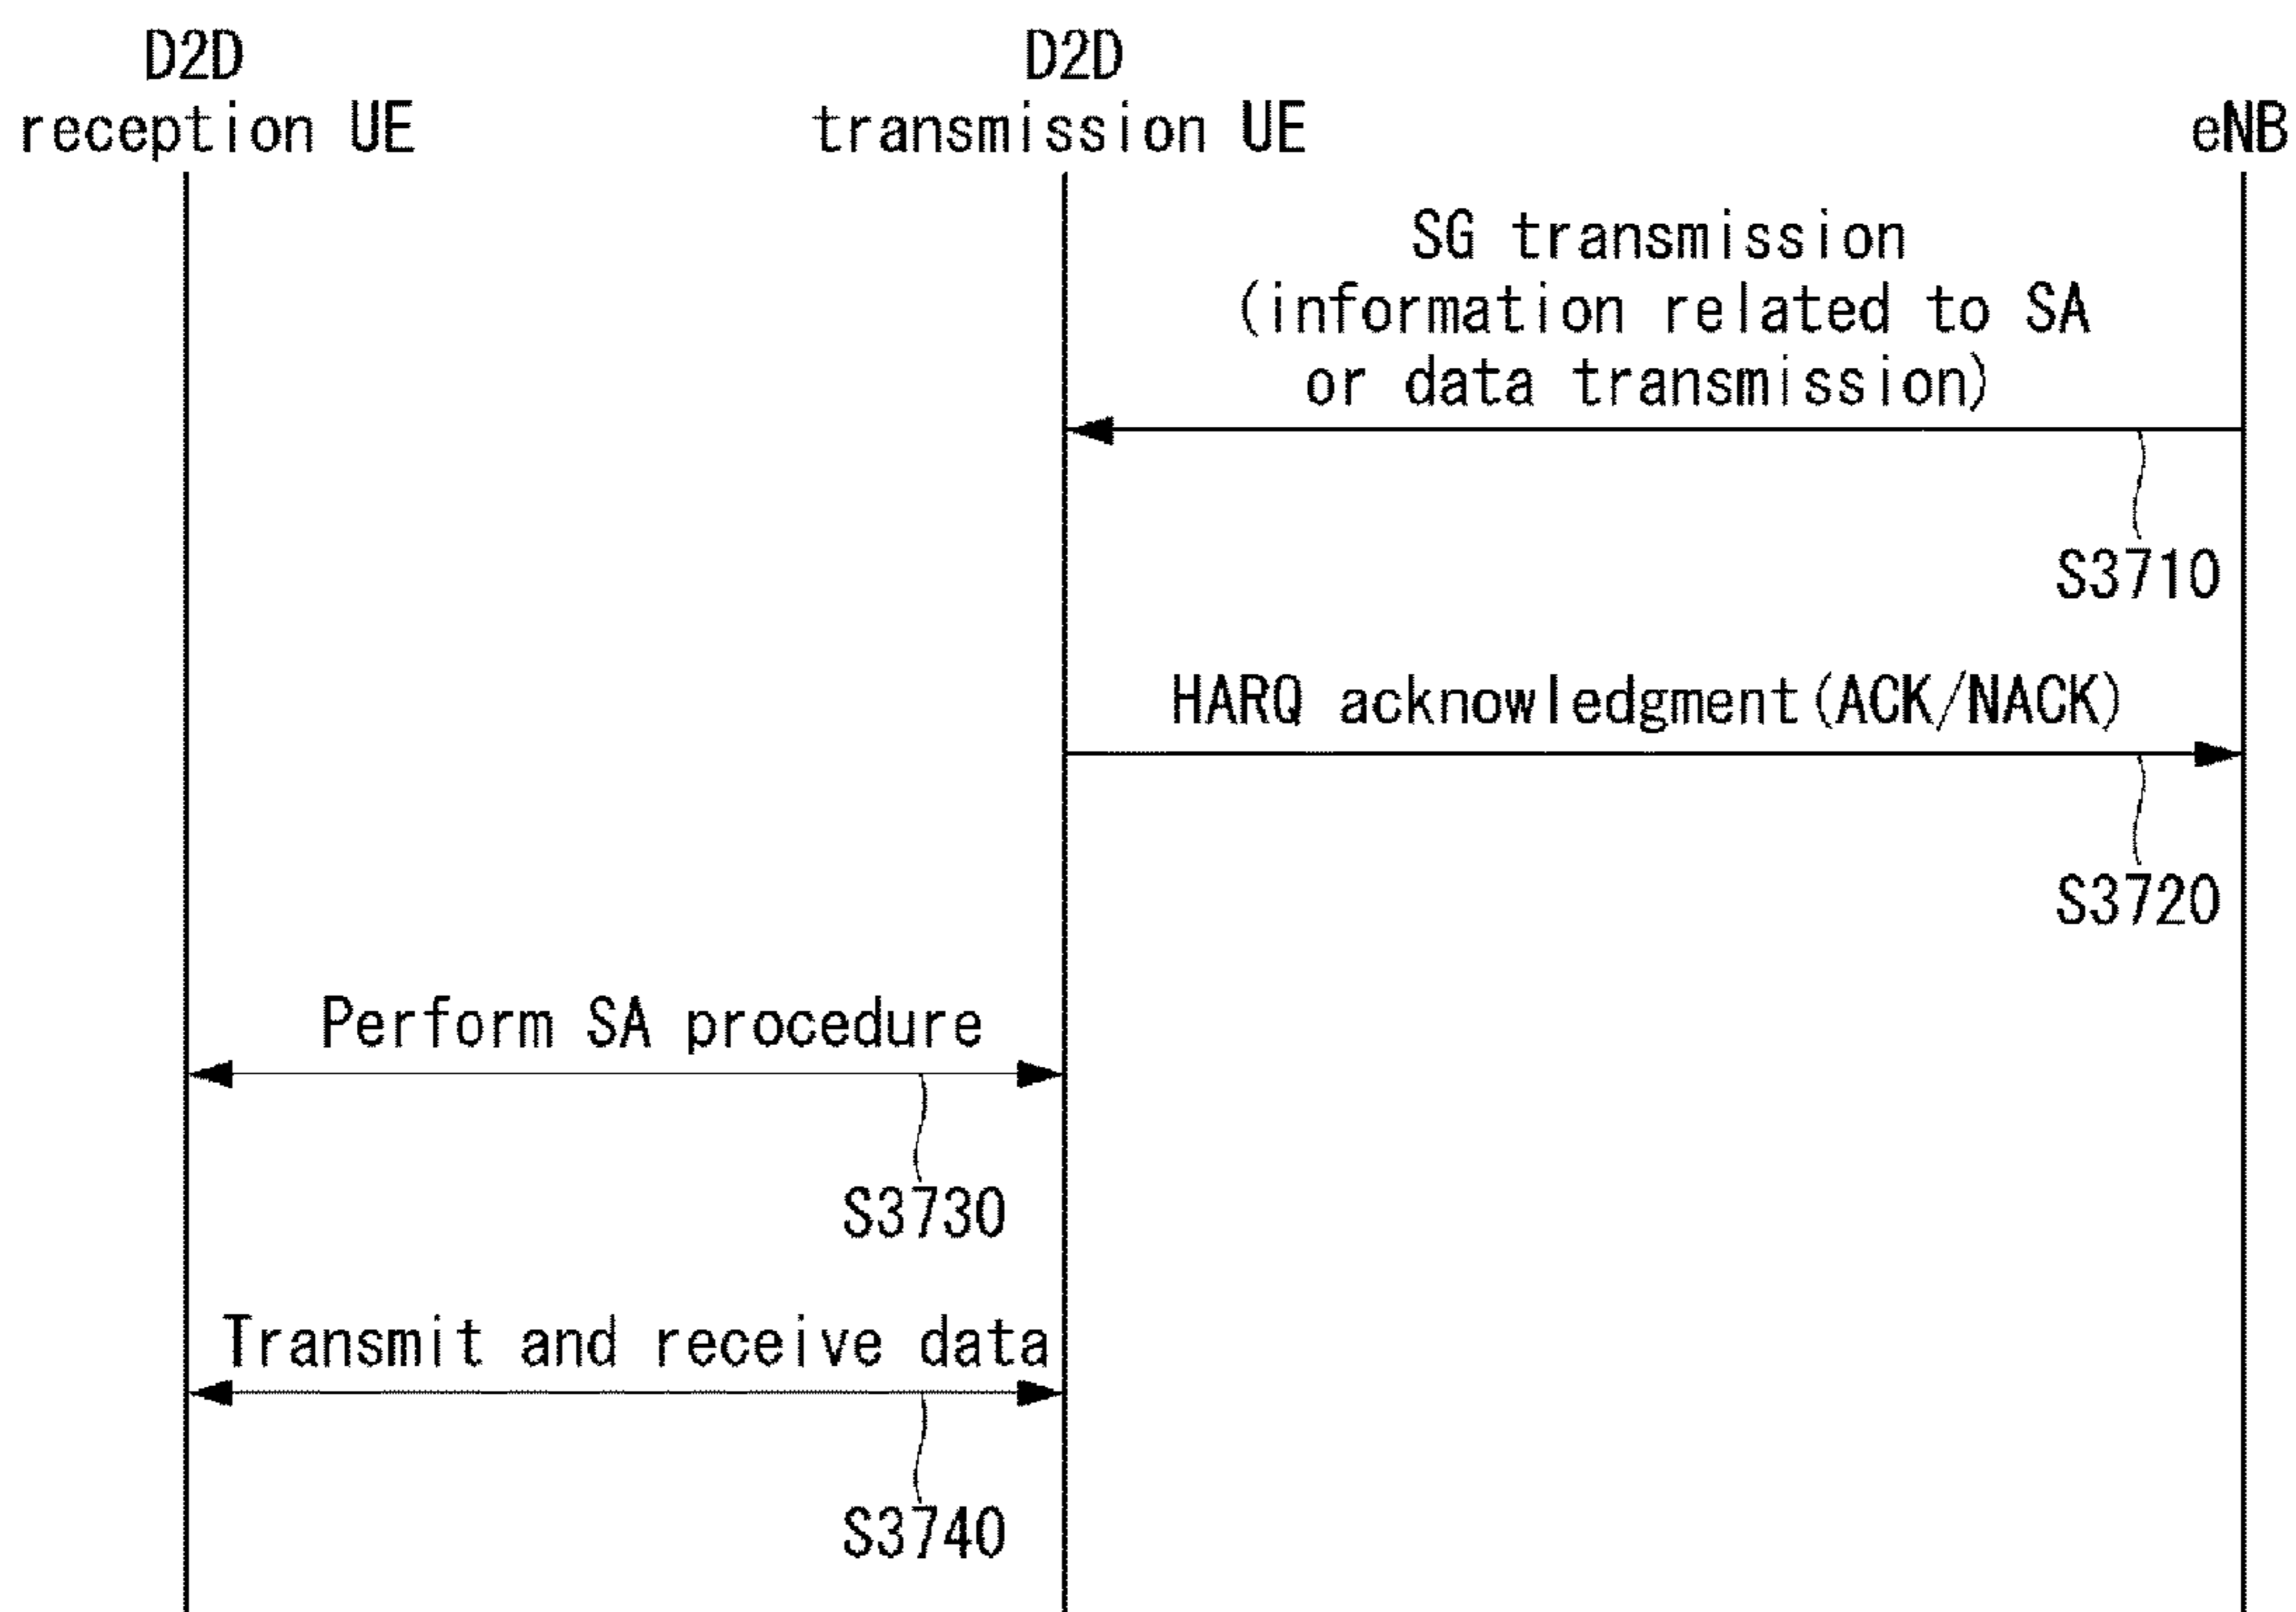 D2D
reception UE
D2D
transmission UE
eNB
SG transmission
(information related to SA
or data transmission)
S3710
HARQ acknowledgment(ACK/NACK)
S3720
Perform SA procedure
S3730
Transmit and receive data
S3740